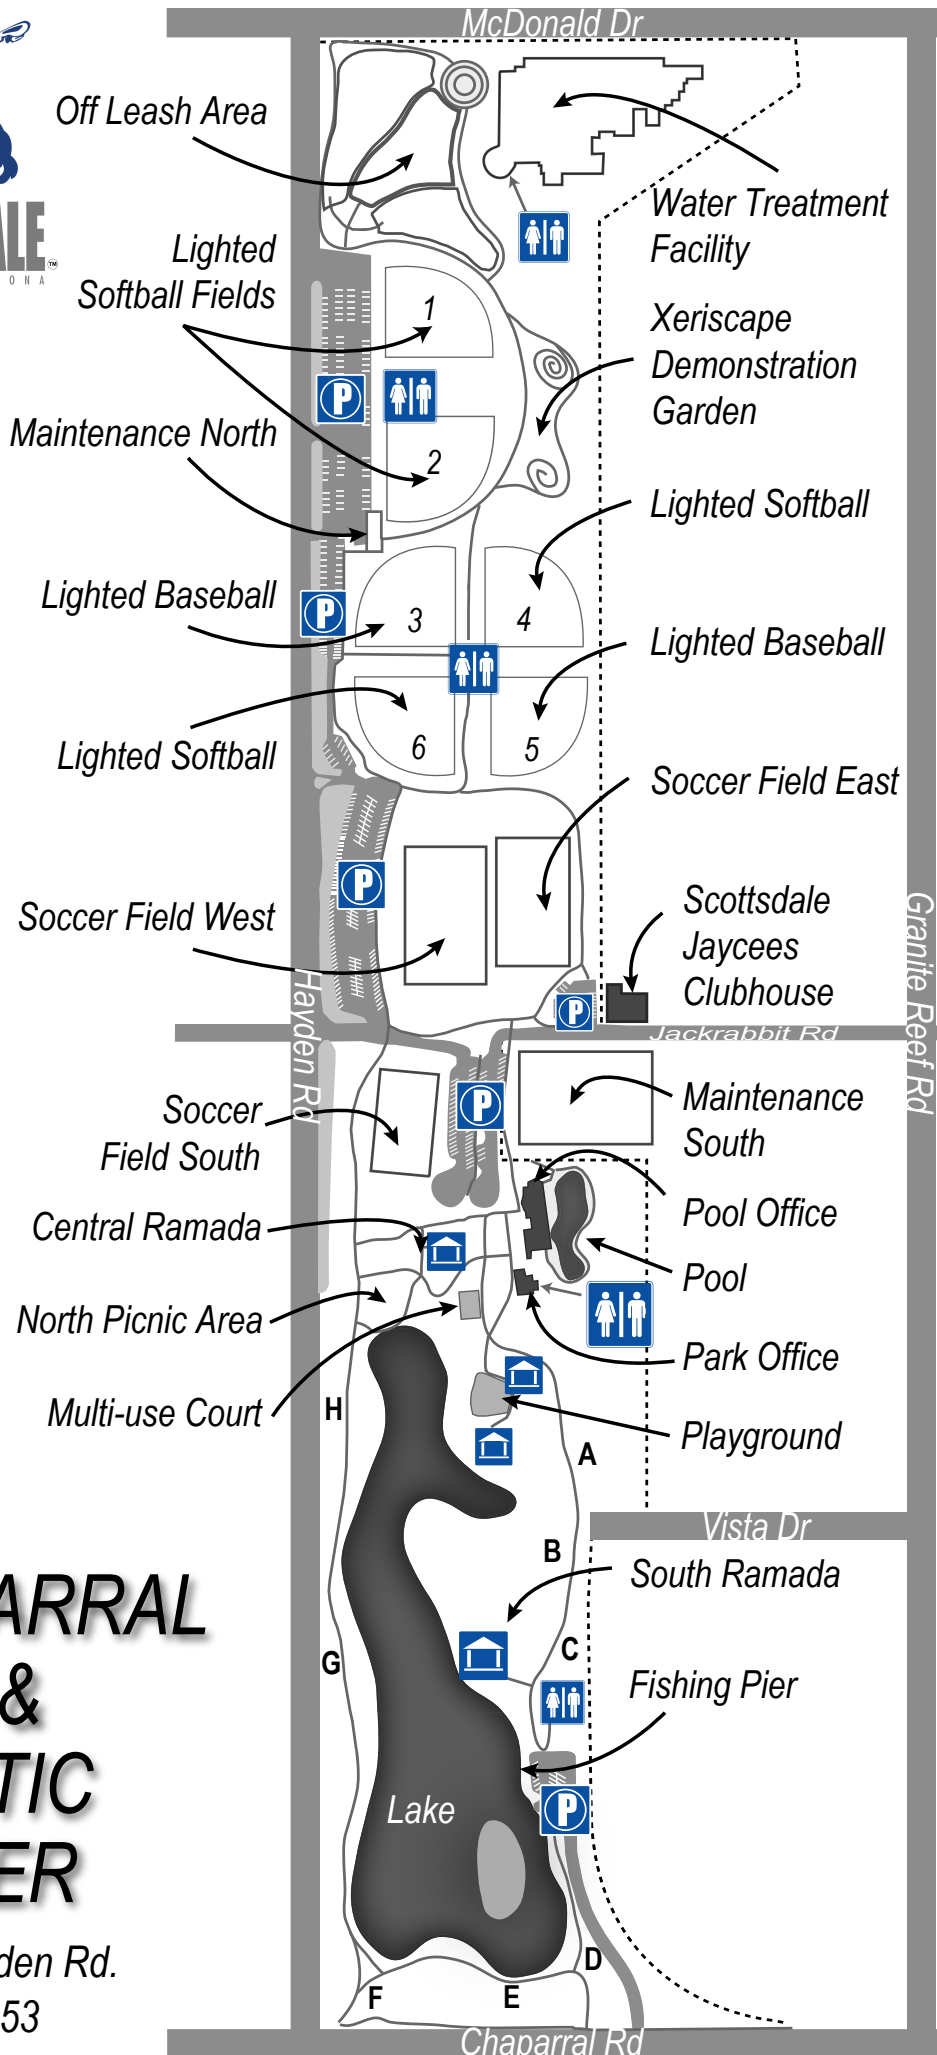 McDonald Dr
Off Leash Area
Water Treatment
Facility
ALE
TM
O N A
Lighted
Softball Fields
1
Xeriscape
Demonstration
Garden
P
Maintenance North
2
Lighted Softball
Lighted Baseball
P
3
4
Lighted Baseball
Lighted Softball
6
5
Soccer Field East
P
Soccer Field West
Scottsdale
Jaycees
Clubhouse
Granite Reef Rd
Hayden Rd
P
Jackrabbit Rd
Soccer
Field South
P
Maintenance
South
Pool Office
Central Ramada
Pool
North Picnic Area
Park Office
Multi-use Court
H
Playground
A
Vista Dr
B
South Ramada
ARRAL
&
TIC
ER
G
C
Fishing Pier
Lake
P
den Rd.
53
D
F
E
Chaparral Rd